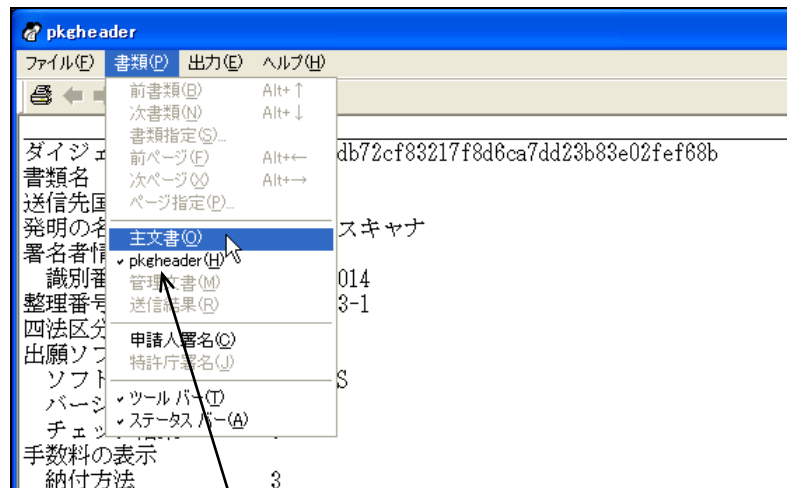 pkgheader
ファイル(F) 書類(P) 出力(E) ヘルプ(H)
前書類(B) Alt+↑
次書類(N) Alt+↓
書類指定(S)...
前ページ(F) Alt+←
次ページ(X) Alt+→
ページ指定(P)...
主文書(O)
pkgheader(H)
管理文書(M)
送信結果(R)
申請人署名(C)
特許庁署名(J)
ツール バー(T)
ステータス バー(A)
ダイジェ db72cf83217f8d6ca7dd23b83e02fef68b
書類名
送信先国
発明の名 スキャナ
署名者情
識別番 014
整理番号 3-1
四法区分
出願ソフ
ソフト S
バーシ
チェッ
手数料の表示
納付方法 3